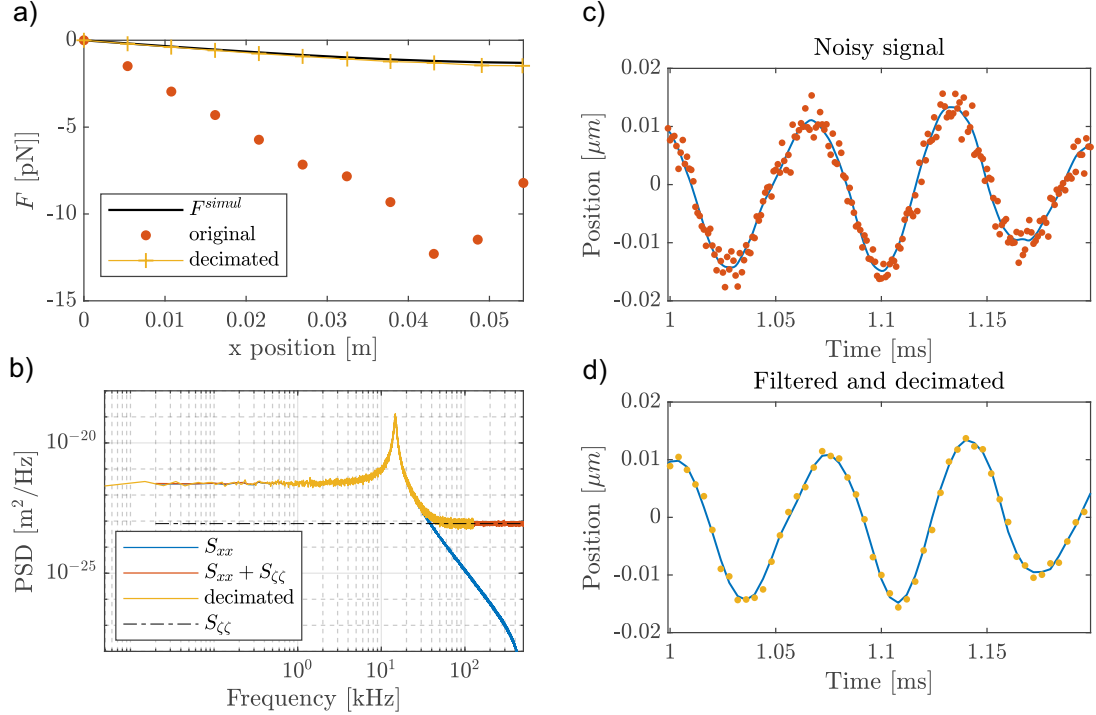 a)
0
-5
-10
-15
F [pN]]
0
0.01
0.02
0.03
0.04
0.05
x position [m]
F^simul
original
decimated
b)
10^-20
10^-25
PSD [m²/Hz]
10^0
10^2
Frequency [kHz]
S_xx
S_xx + S_ζζ
decimated
S_ζζ
c)
Noisy signal
0.02
0.01
0
-0.01
-0.02
Position [μm]
1
1.05
1.1
1.15
Time [ms]
d)
Filtered and decimated
0.02
0.01
0
-0.01
-0.02
Position [μm]
1
1.05
1.1
1.15
Time [ms]